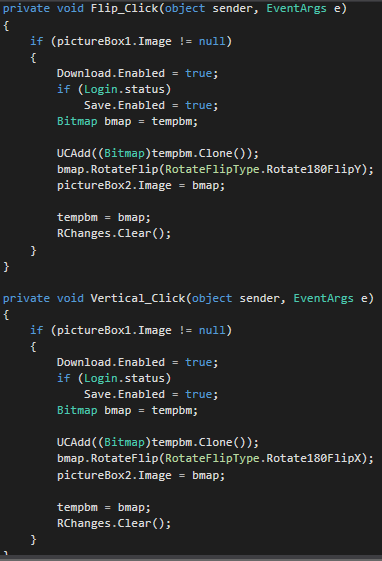 private void Flip_Click(object sender, EventArgs e)
{
    if (pictureBox1.Image != null)
    {
        Download.Enabled = true;
        if (Login.status)
            Save.Enabled = true;
        Bitmap bmap = tempbm;

        UCAdd((Bitmap)tempbm.Clone());
        bmap.RotateFlip(RotateFlipType.Rotate180FlipY);
        pictureBox2.Image = bmap;

        tempbm = bmap;
        RChanges.Clear();
    }
}

private void Vertical_Click(object sender, EventArgs e)
{
    if (pictureBox1.Image != null)
    {
        Download.Enabled = true;
        if (Login.status)
            Save.Enabled = true;
        Bitmap bmap = tempbm;

        UCAdd((Bitmap)tempbm.Clone());
        bmap.RotateFlip(RotateFlipType.Rotate180FlipX);
        pictureBox2.Image = bmap;

        tempbm = bmap;
        RChanges.Clear();
    }
}